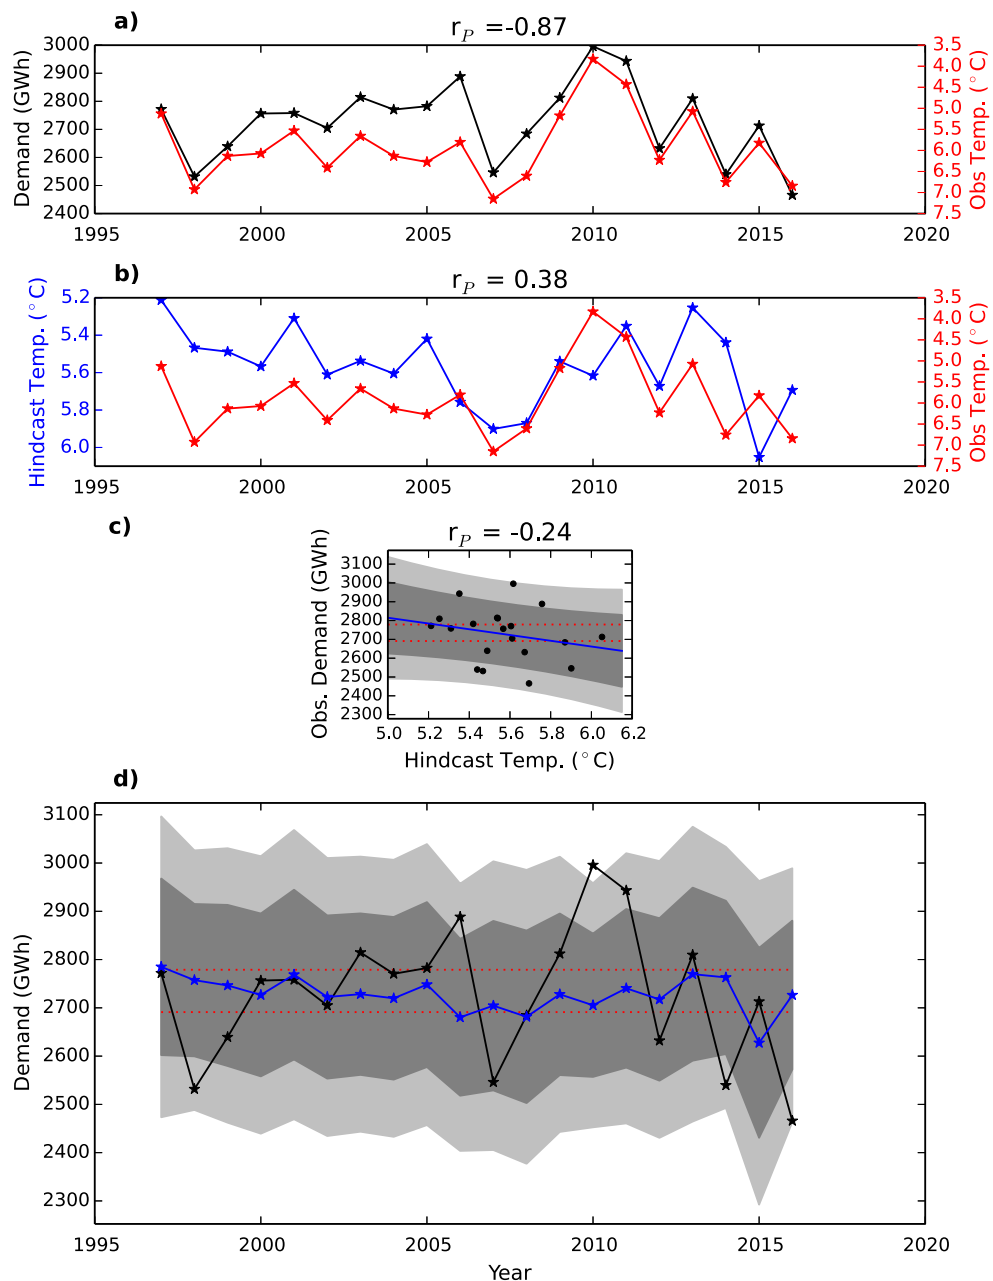 a)
r_P =-0.87
Demand (GWh)
3000
2900
2800
2700
2600
2500
2400
3.5
4.0
4.5
5.0
5.5
6.0
6.5
7.0
7.5
Obs Temp. (°C)
1995 2000 2005 2010 2015 2020
b)
r_P = 0.38
Hindcast Temp. (°C)
5.2
5.4
5.6
5.8
6.0
3.5
4.0
4.5
5.0
5.5
6.0
6.5
7.0
7.5
Obs Temp. (°C)
1995 2000 2005 2010 2015 2020
c)
r_P = -0.24
Obs. Demand (GWh)
3100
3000
2900
2800
2700
2600
2500
2400
2300
5.0 5.2 5.4 5.6 5.8 6.0 6.2
Hindcast Temp. (°C)
d)
Demand (GWh)
3100
3000
2900
2800
2700
2600
2500
2400
2300
1995 2000 2005 2010 2015 2020
Year